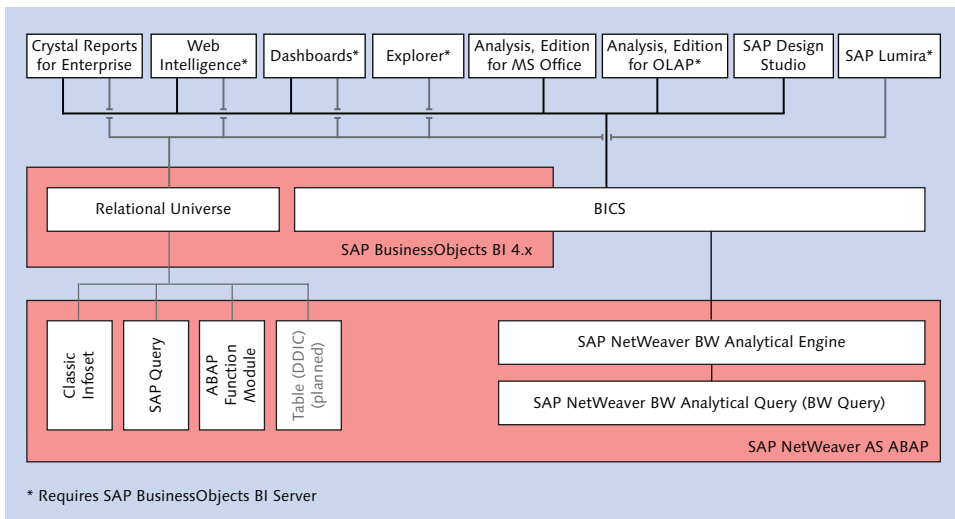 Crystal Reports
for Enterprise
Web
Intelligence*
Dashboards*
Explorer*
Analysis, Edition
for MS Office
Analysis, Edition
for OLAP*
SAP Design
Studio
SAP Lumira*
Relational Universe
BICS
SAP BusinessObjects BI 4.x
Classic
Infoset
SAP Query
ABAP
Function
Module
Table (DDIC)
(planned)
SAP NetWeaver BW Analytical Engine
SAP NetWeaver BW Analytical Query (BW Query)
SAP NetWeaver AS ABAP
* Requires SAP BusinessObjects BI Server